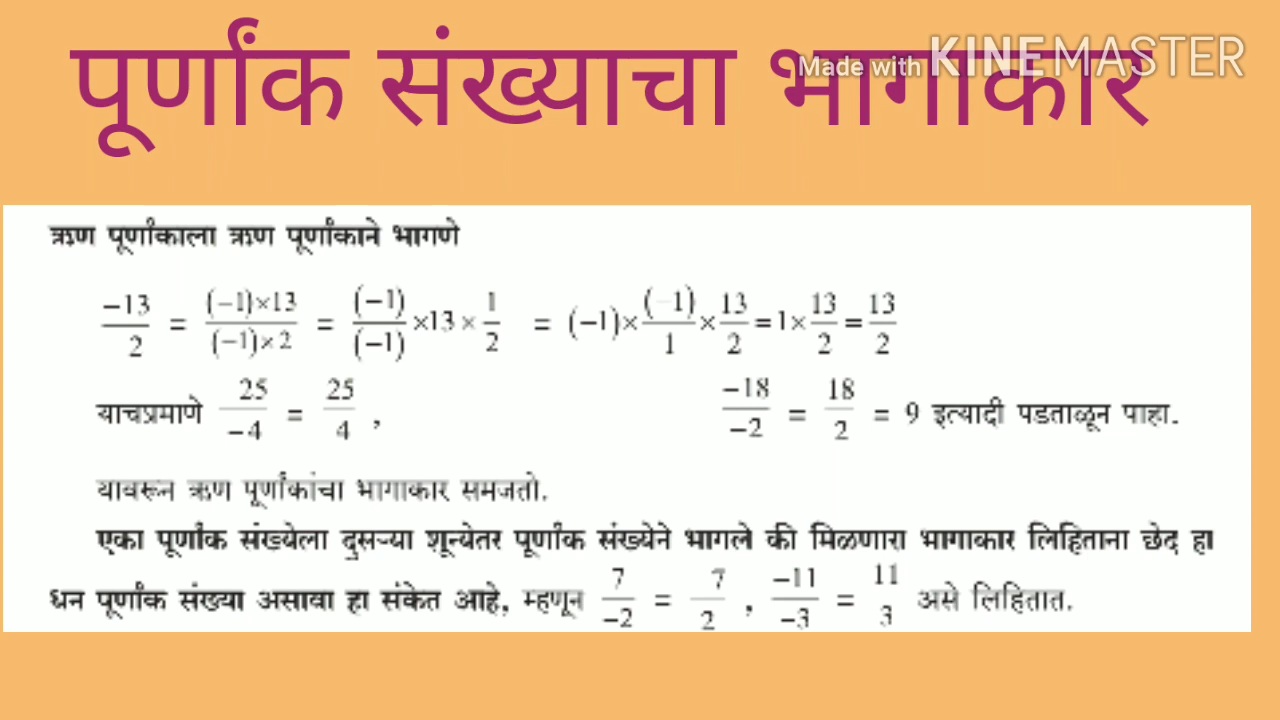 पूर्णांक संख्याचा भागाकार
Made with KINEMASTER
ऋण पूर्णांकाला ऋण पूर्णांकाने भागणे
-13/2 = (-1)×13/(-1)×2 = (-1)/(-1) ×13× 1/2 = (-1)× (-1)/1 × 13/2 = 1× 13/2 = 13/2
याचप्रमाणे 25/-4 = 25/4 , -18/-2 = 18/2 = 9 इत्यादी पडताळून पाहा.
यावरून ऋण पूर्णांकांचा भागाकार समजतो.
एका पूर्णांक संख्येला दुसऱ्या शून्येतर पूर्णांक संख्येने भागले की मिळणारा भागाकार लिहिताना छेद हा
धन पूर्णांक संख्या असावा हा संकेत आहे, म्हणून 7/-2 = 7/2 , -11/-3 = 11/3 असे लिहितात.